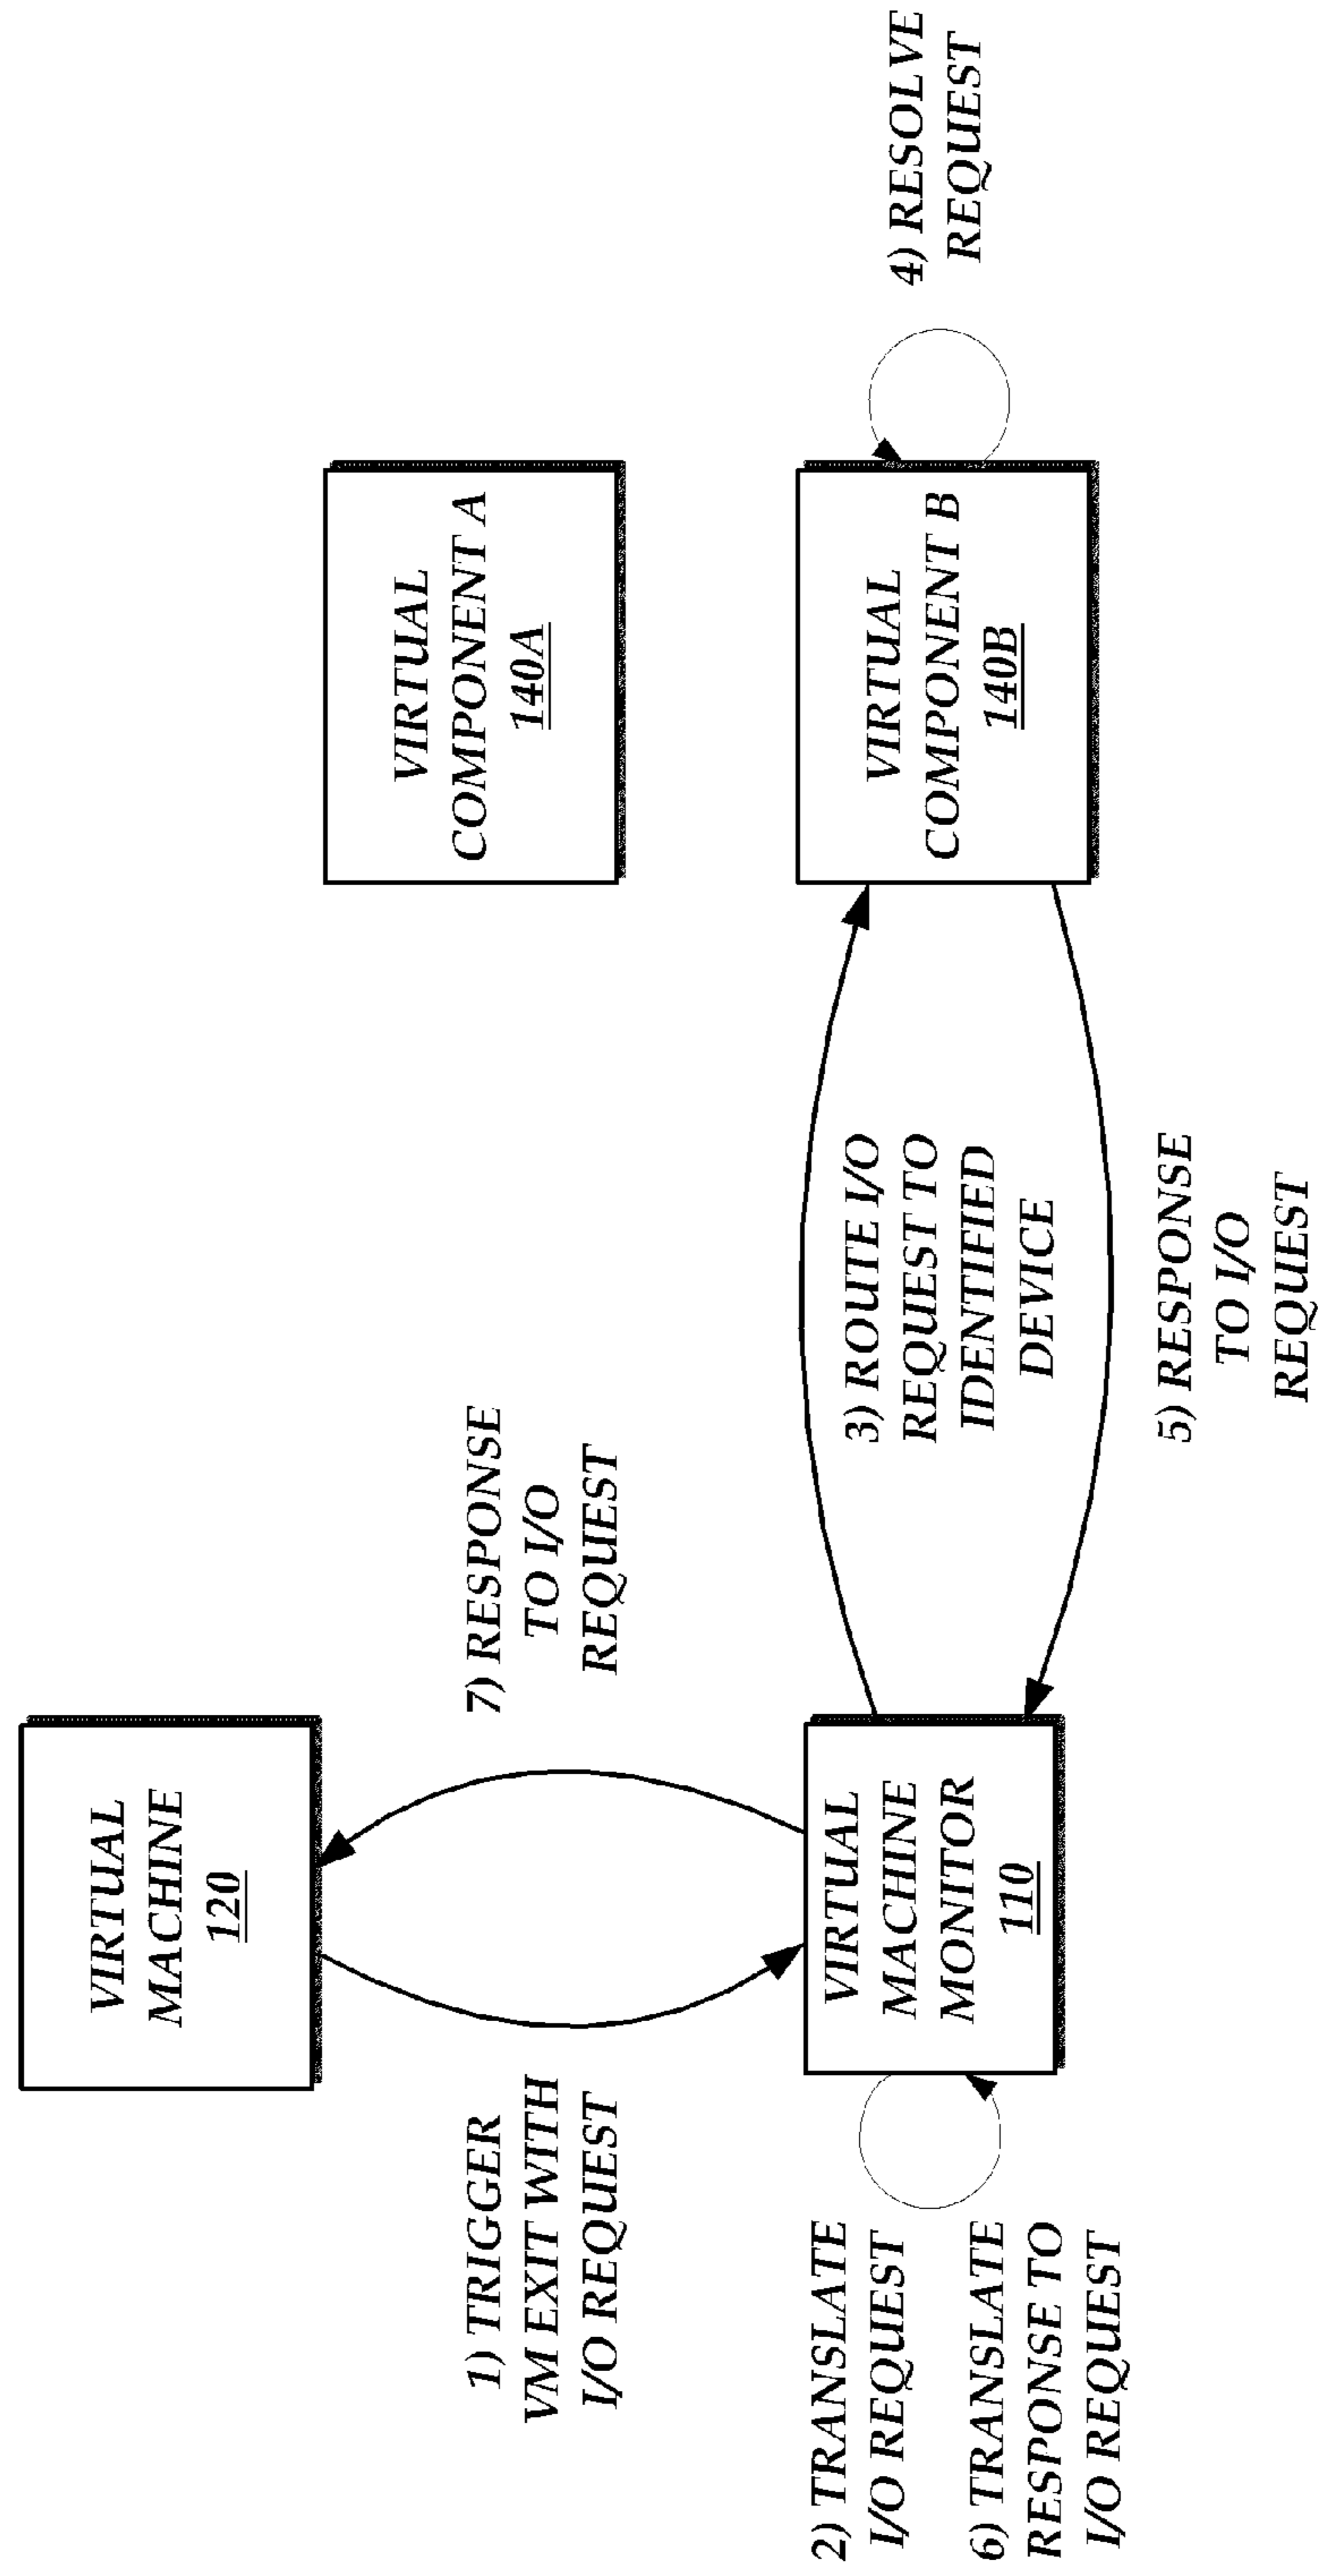 VIRTUAL
MACHINE
120
1) TRIGGER
VM EXIT WITH
I/O REQUEST
7) RESPONSE
TO I/O
REQUEST
VIRTUAL
COMPONENT A
140A
2) TRANSLATE
I/O REQUEST
6) TRANSLATE
RESPONSE TO
I/O REQUEST
VIRTUAL
MACHINE
MONITOR
110
3) ROUTE I/O
REQUEST TO
IDENTIFIED
DEVICE
5) RESPONSE
TO I/O
REQUEST
VIRTUAL
COMPONENT B
140B
4) RESOLVE
REQUEST